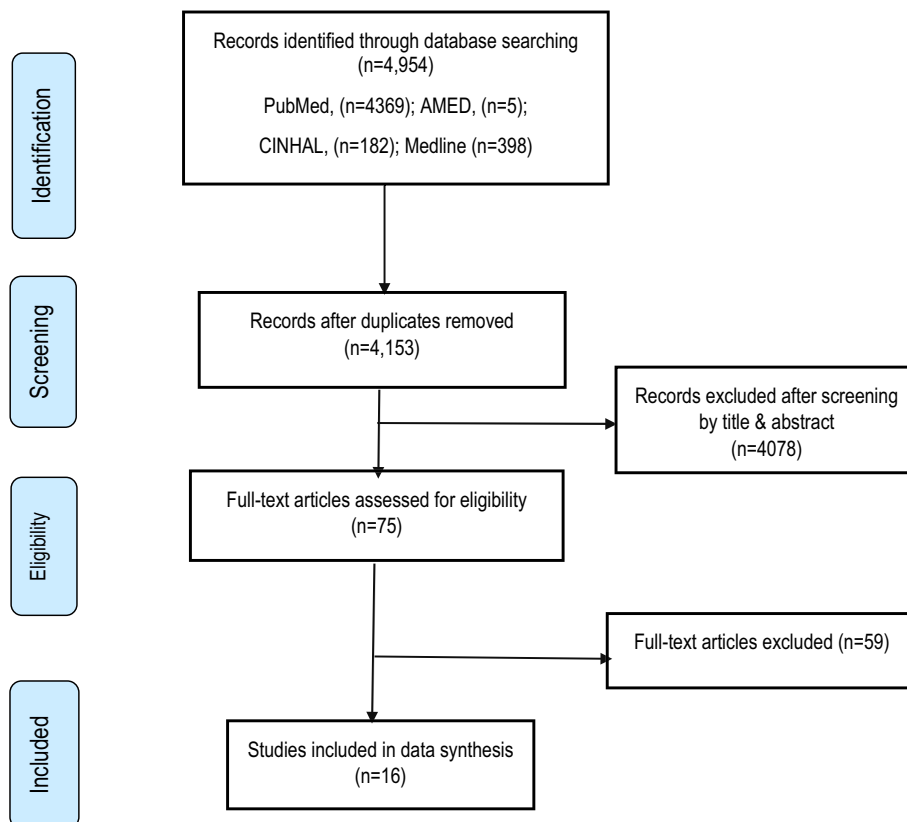 Identification
Records identified through database searching
(n=4,954)
PubMed, (n=4369); AMED, (n=5);
CINHAL, (n=182); Medline (n=398)
Screening
Records after duplicates removed
(n=4,153)
Records excluded after screening
by title & abstract
(n=4078)
Eligibility
Full-text articles assessed for eligibility
(n=75)
Full-text articles excluded (n=59)
Included
Studies included in data synthesis
(n=16)